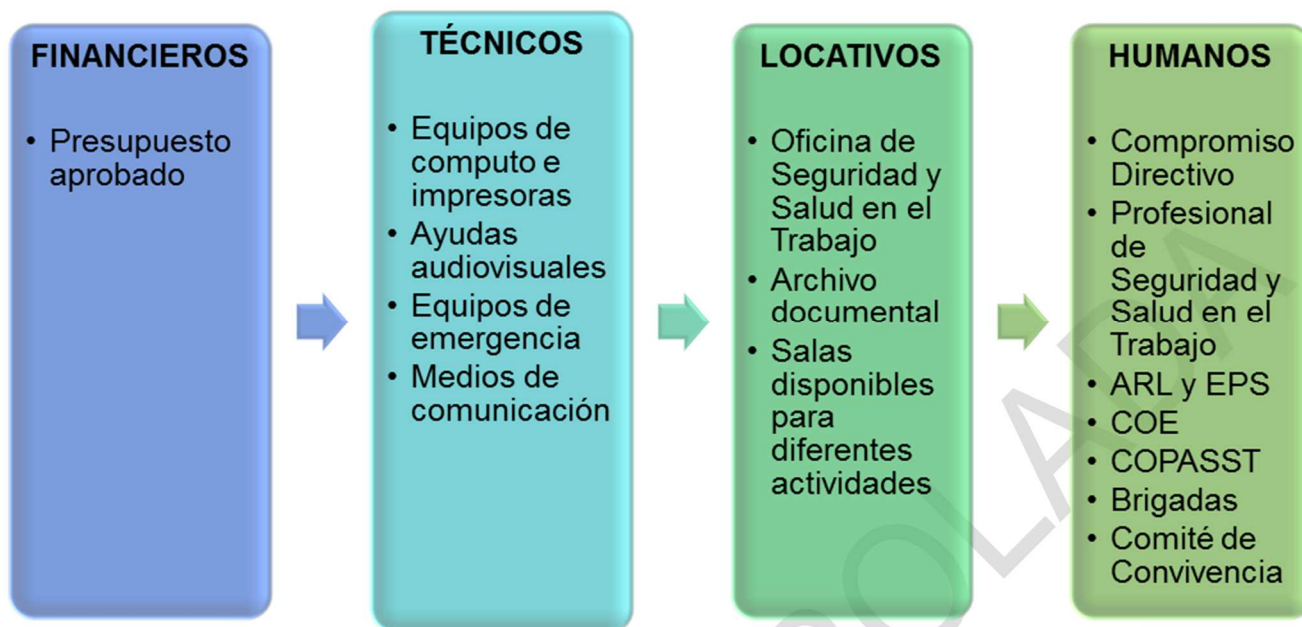 FINANCIEROS
• Presupuesto
aprobado
TÉCNICOS
• Equipos de
computo e
impresoras
• Ayudas
audiovisuales
• Equipos de
emergencia
• Medios de
comunicación
LOCATIVOS
• Oficina de
Seguridad y
Salud en el
Trabajo
• Archivo
documental
• Salas
disponibles
para
diferentes
actividades
HUMANOS
• Compromiso
Directivo
• Profesional
de
Seguridad y
Salud en el
Trabajo
• ARL y EPS
• COE
• COPASST
• Brigadas
• Comité de
Convivencia